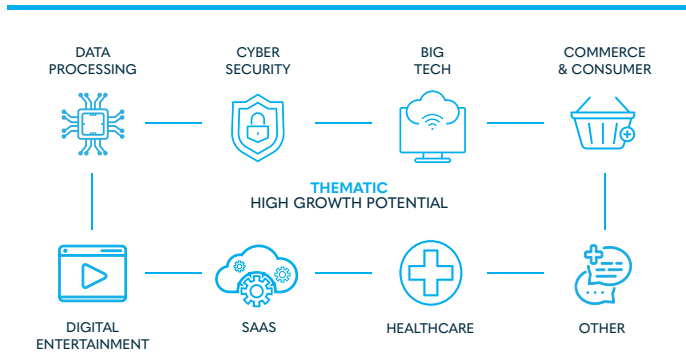 DATA
PROCESSING
CYBER
SECURITY
BIG
TECH
COMMERCE
& CONSUMER
THEMATIC
HIGH GROWTH POTENTIAL
DIGITAL
ENTERTAINMENT
SAAS
HEALTHCARE
OTHER